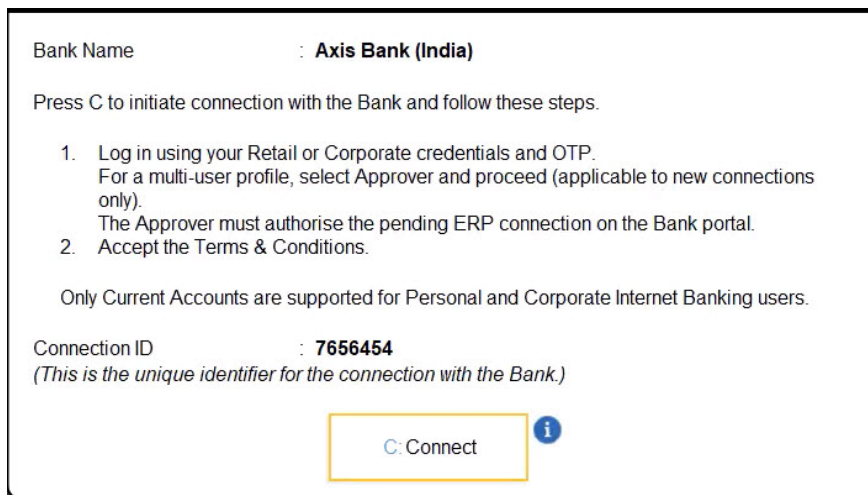 Bank Name : Axis Bank (India)
Press C to initiate connection with the Bank and follow these steps.
1. Log in using your Retail or Corporate credentials and OTP.
For a multi-user profile, select Approver and proceed (applicable to new connections
only).
The Approver must authorise the pending ERP connection on the Bank portal.
2. Accept the Terms & Conditions.
Only Current Accounts are supported for Personal and Corporate Internet Banking users.
Connection ID : 7656454
(This is the unique identifier for the connection with the Bank.)
C: Connect i